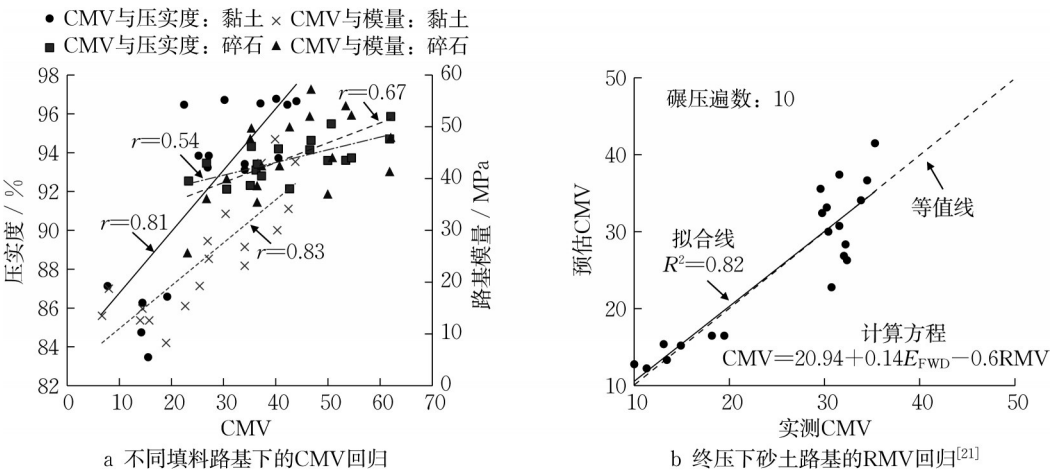 ● CMV与压实度：黏土 × CMV与模量：黏土
■ CMV与压实度：碎石 ▲ CMV与模量：碎石
98
96
94
92
90
88
86
84
82
压实度 / %
60
50
40
30
20
10
0
路基模量 / MPa
r=0.67
r=0.54
r=0.81
r=0.83
0 10 20 30 40 50 60 70
CMV
a 不同填料路基下的CMV回归
50
40
30
20
10
预估CMV
碾压遍数：10
等值线
拟合线
R²=0.82
计算方程
CMV=20.94+0.14E_FWD−0.6RMV
10 20 30 40 50
实测CMV
b 终压下砂土路基的RMV回归[21]